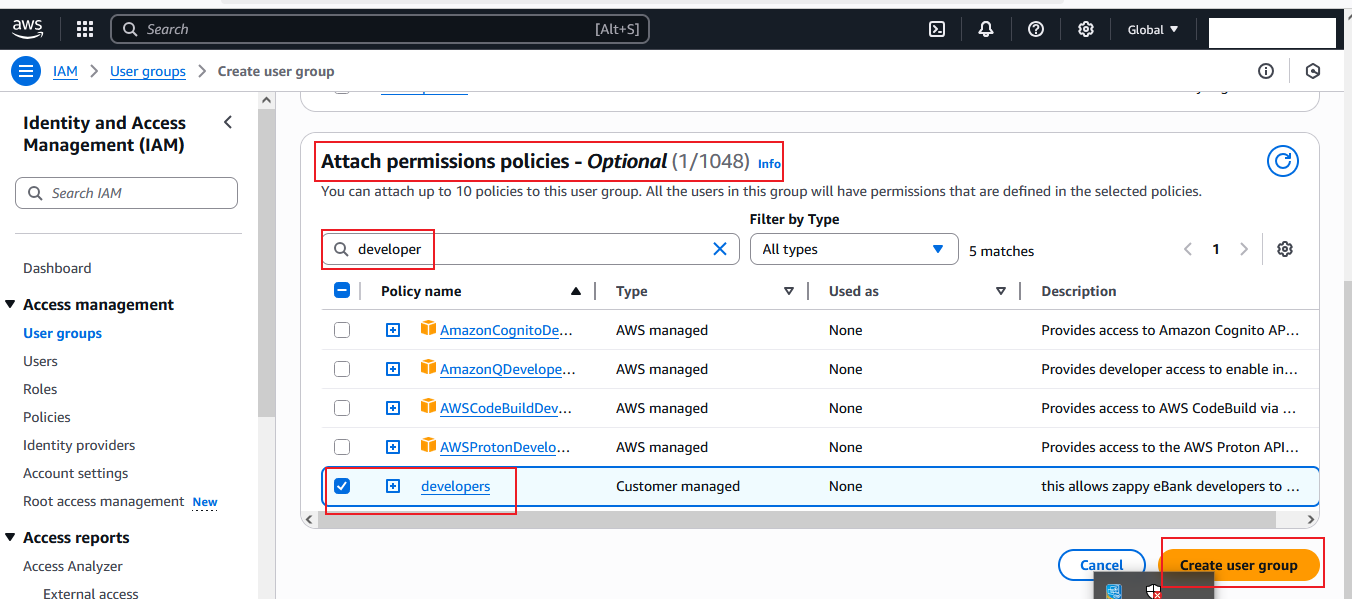 aws
Search [Alt+S] Global
IAM User groups Create user group
Identity and Access
Management (IAM)
Search IAM
Dashboard
Access management
User groups
Users
Roles
Policies
Identity providers
Account settings
Root access management New
Access reports
Access Analyzer
External access
Attach permissions policies - Optional (1/1048) Info
You can attach up to 10 policies to this user group. All the users in this group will have permissions that are defined in the selected policies.
Filter by Type
developer All types 5 matches 1
Policy name Type Used as Description
AmazonCognitoDe... AWS managed None Provides access to Amazon Cognito AP...
AmazonQDevelope... AWS managed None Provides developer access to enable in...
AWSCodeBuildDev... AWS managed None Provides access to AWS CodeBuild via ...
AWSProtonDevelo... AWS managed None Provides access to the AWS Proton API...
developers Customer managed None this allows zappy eBank developers to ...
Cancel Create user group